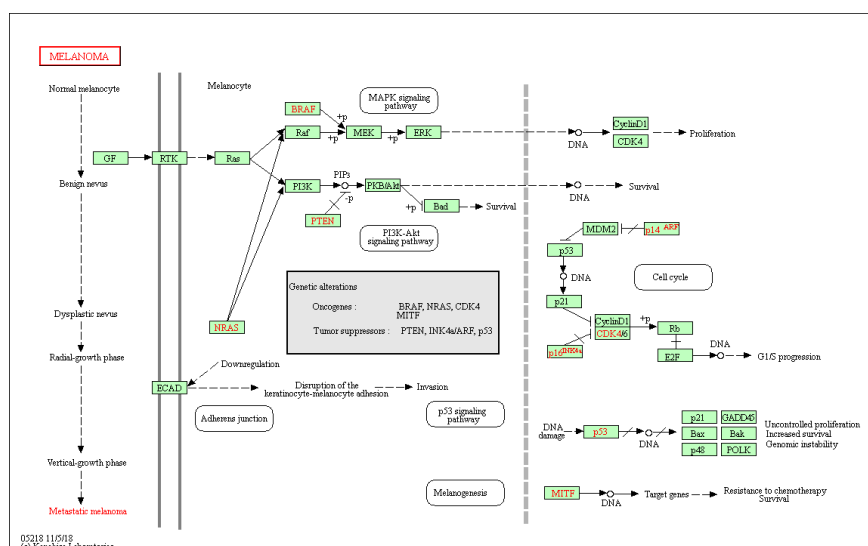 MELANOMA
Normal melanocyte
Benign nevus
Dysplastic nevus
Radial-growth phase
Vertical-growth phase
Metastatic melanoma
Melanocyte
GF
RTK
Ras
BRAF
+p
Raf
+p
MEK
+p
ERK
MAPK signaling
pathway
DNA
CyclinD1
CDK4
Proliferation
PI3K
PIP3
-p
PTEN
PKB/Akt
+p
Bad
Survival
DNA
Survival
PI3K-Akt
signaling pathway
NRAS
Genetic alterations
Oncogenes :
BRAF, NRAS, CDK4
MITF
Tumor suppressors :
PTEN, INK4a/ARF, p53
MDM2
p14 ARF
p53
DNA
p21
Cell cycle
CyclinD1
CDK4/6
+p
Rb
p16INK4a
E2F
DNA
G1/S progression
Downregulation
ECAD
Disruption of the
keratinocyte-melanocyte adhesion
Invasion
Adherens junction
p53 signaling
pathway
DNA
damage
p53
DNA
p21
GADD45
Bax
Bak
p48
POLK
Uncontrolled proliferation
Increased survival
Genomic instability
Melanogenesis
MITF
DNA
Target genes
Resistance to chemotherapy
Survival
05218 11/5/18